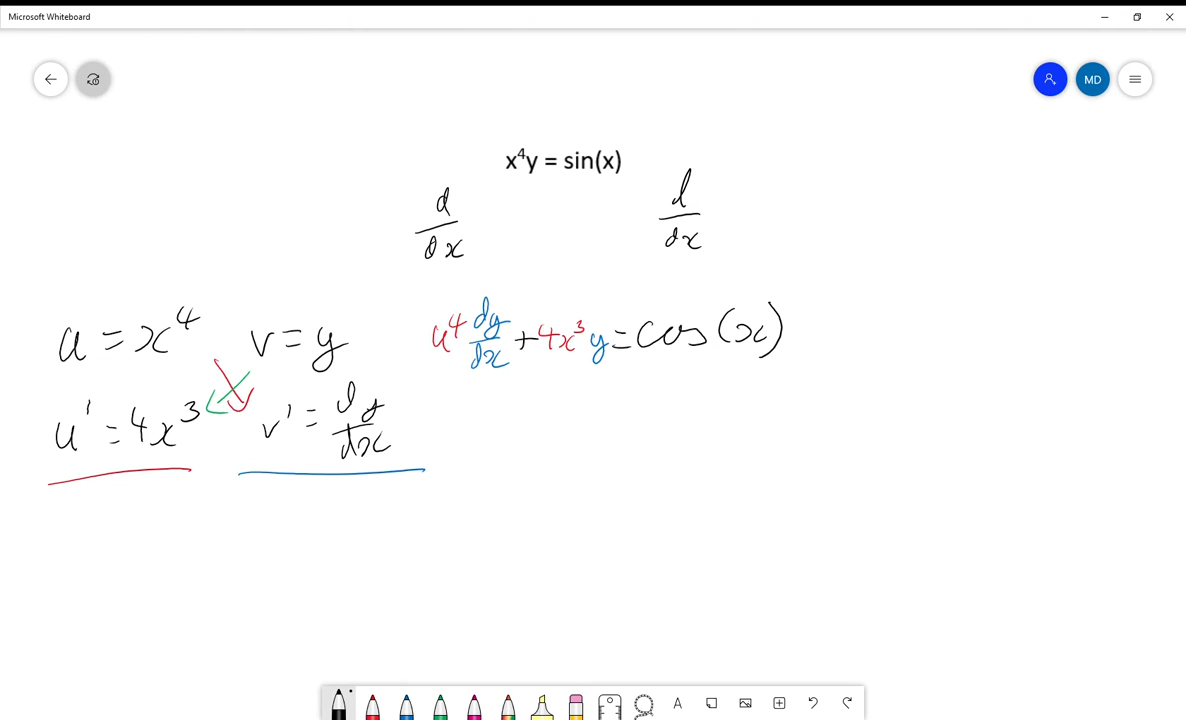 Microsoft Whiteboard
MD
x⁴y = sin(x)
d/dx d/dx
u = x⁴ v = y u⁴ dy/dx + 4x³ y = cos(x)
u' = 4x³ v' = dy/dx
A